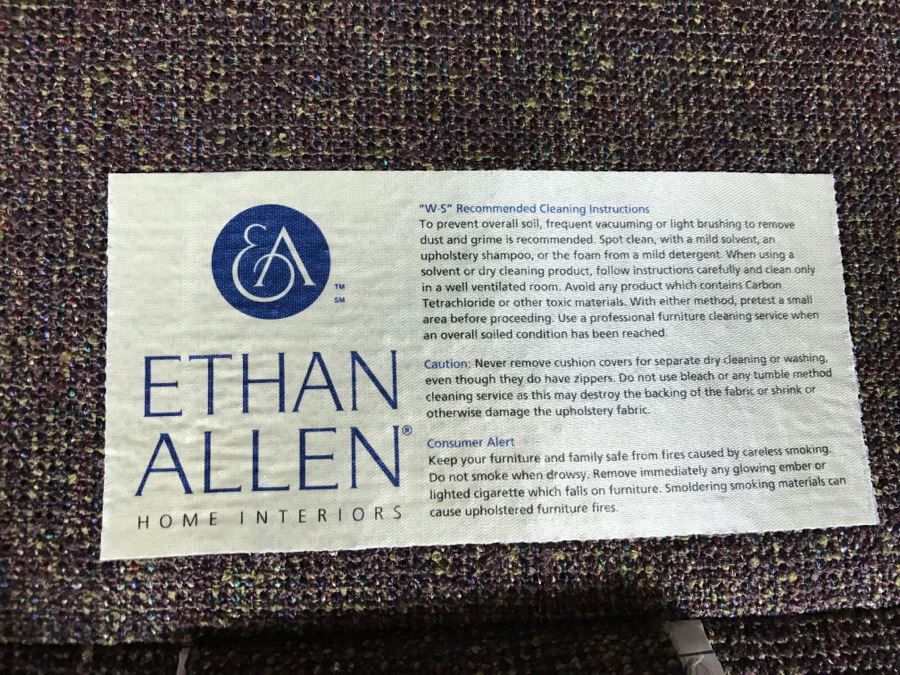 EA
TM
SM
ETHAN
ALLEN®
HOME INTERIORS
"W-S" Recommended Cleaning Instructions
To prevent overall soil, frequent vacuuming or light brushing to remove
dust and grime is recommended. Spot clean, with a mild solvent, an
upholstery shampoo, or the foam from a mild detergent. When using a
solvent or dry cleaning product, follow instructions carefully and clean only
in a well ventilated room. Avoid any product which contains Carbon
Tetrachloride or other toxic materials. With either method, pretest a small
area before proceeding. Use a professional furniture cleaning service when
an overall soiled condition has been reached.
Caution: Never remove cushion covers for separate dry cleaning or washing,
even though they do have zippers. Do not use bleach or any tumble method
cleaning service as this may destroy the backing of the fabric or shrink or
otherwise damage the upholstery fabric.
Consumer Alert
Keep your furniture and family safe from fires caused by careless smoking.
Do not smoke when drowsy. Remove immediately any glowing ember or
lighted cigarette which falls on furniture. Smoldering smoking materials can
cause upholstered furniture fires.